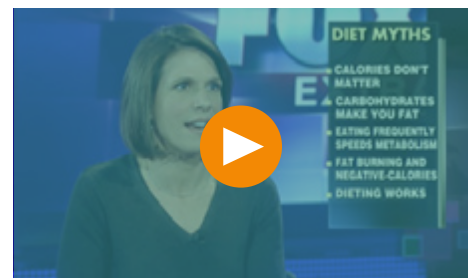 FOX
DIET MYTHS
CALORIES DON'T
MATTER
CARBOHYDRATES
MAKE YOU FAT
EATING FREQUENTLY
SPEEDS METABOLISM
FAT BURNING AND
NEGATIVE-CALORIES
DIETING WORKS